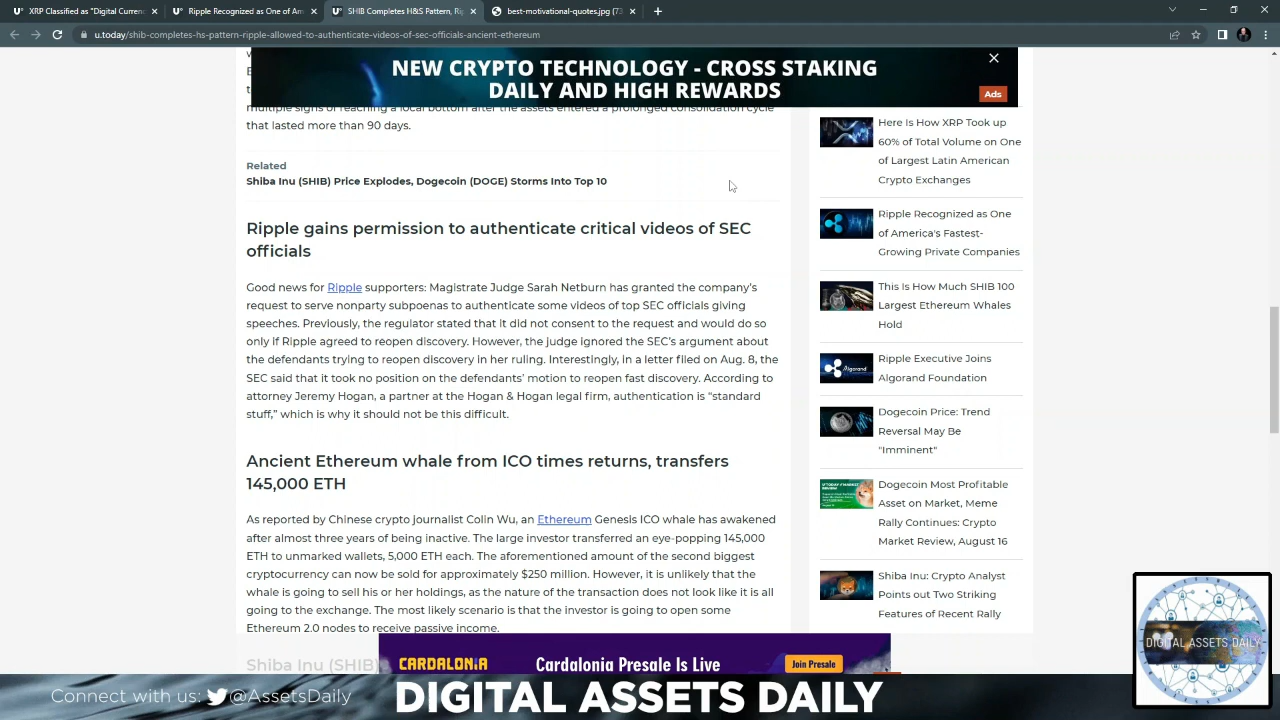 XRP Classified as "Digital Currenc
Ripple Recognized as One of Am
SHIB Completes H&S Pattern, Rip
best-motivational-quotes.jpg (73
u.today/shib-completes-hs-pattern-ripple-allowed-to-authenticate-videos-of-sec-officials-ancient-ethereum
NEW CRYPTO TECHNOLOGY - CROSS STAKING
DAILY AND HIGH REWARDS
Ads
multiple signs of reaching a local bottom after the assets entered a prolonged consolidation cycle
that lasted more than 90 days.
Related
Shiba Inu (SHIB) Price Explodes, Dogecoin (DOGE) Storms Into Top 10
Ripple gains permission to authenticate critical videos of SEC
officials
Good news for Ripple supporters: Magistrate Judge Sarah Netburn has granted the company's
request to serve nonparty subpoenas to authenticate some videos of top SEC officials giving
speeches. Previously, the regulator stated that it did not consent to the request and would do so
only if Ripple agreed to reopen discovery. However, the judge ignored the SEC's argument about
the defendants trying to reopen discovery in her ruling. Interestingly, in a letter filed on Aug. 8, the
SEC said that it took no position on the defendants' motion to reopen fast discovery. According to
attorney Jeremy Hogan, a partner at the Hogan & Hogan legal firm, authentication is "standard
stuff," which is why it should not be this difficult.
Ancient Ethereum whale from ICO times returns, transfers
145,000 ETH
As reported by Chinese crypto journalist Colin Wu, an Ethereum Genesis ICO whale has awakened
after almost three years of being inactive. The large investor transferred an eye-popping 145,000
ETH to unmarked wallets, 5,000 ETH each. The aforementioned amount of the second biggest
cryptocurrency can now be sold for approximately $250 million. However, it is unlikely that the
whale is going to sell his or her holdings, as the nature of the transaction does not look like it is all
going to the exchange. The most likely scenario is that the investor is going to open some
Ethereum 2.0 nodes to receive passive income.
Shiba Inu (SHIB)
Here Is How XRP Took up
60% of Total Volume on One
of Largest Latin American
Crypto Exchanges
Ripple Recognized as One
of America's Fastest-
Growing Private Companies
This Is How Much SHIB 100
Largest Ethereum Whales
Hold
Ripple Executive Joins
Algorand Foundation
Algorand
Dogecoin Price: Trend
Reversal May Be
"Imminent"
Dogecoin Most Profitable
Asset on Market, Meme
Rally Continues: Crypto
Market Review, August 16
Shiba Inu: Crypto Analyst
Points out Two Striking
Features of Recent Rally
CARDALONIA
Cardalonia Presale Is Live
Join Presale
DIGITAL ASSETS DAILY
Connect with us: @AssetsDaily
DIGITAL ASSETS DAILY